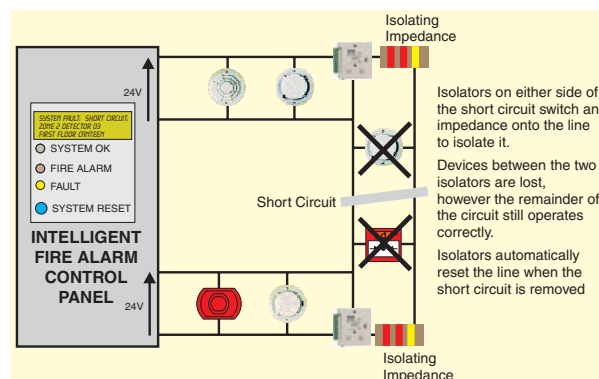 Isolating
Impedance
24V
SYSTEM FAULT: SHORT CIRCUIT:
ZONE 2 DETECTOR 03
FIRST FLOOR CANTEEN
SYSTEM OK
FIRE ALARM
FAULT
SYSTEM RESET
INTELLIGENT
FIRE ALARM
CONTROL
PANEL
24V
Short Circuit
Isolators on either side of
the short circuit switch an
impedance onto the line
to isolate it.
Devices between the two
isolators are lost,
however the remainder of
the circuit still operates
correctly.
Isolators automatically
reset the line when the
short circuit is removed
Isolating
Impedance